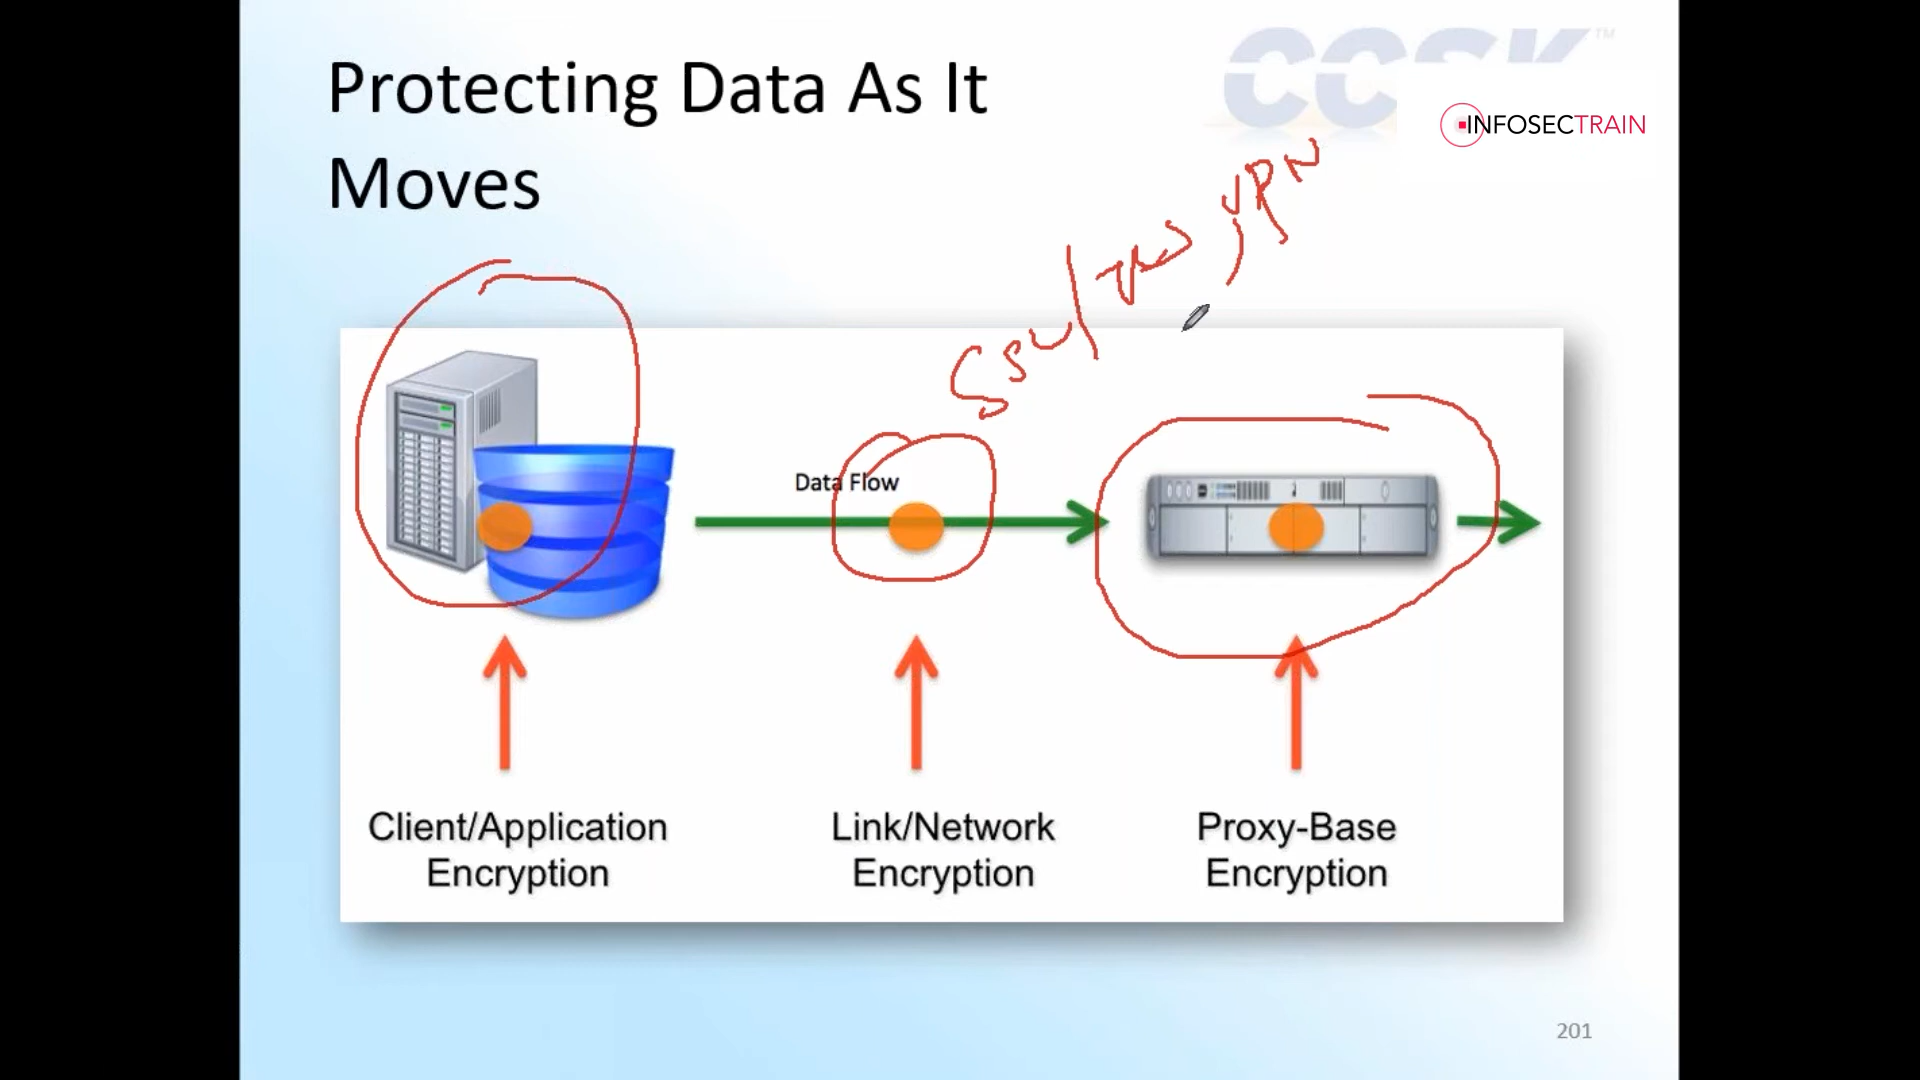 Protecting Data As It
Moves
CCSK™
INFOSECTRAIN
SSL/TLS, VPN
Data Flow
Client/Application
Encryption
Link/Network
Encryption
Proxy-Base
Encryption
201